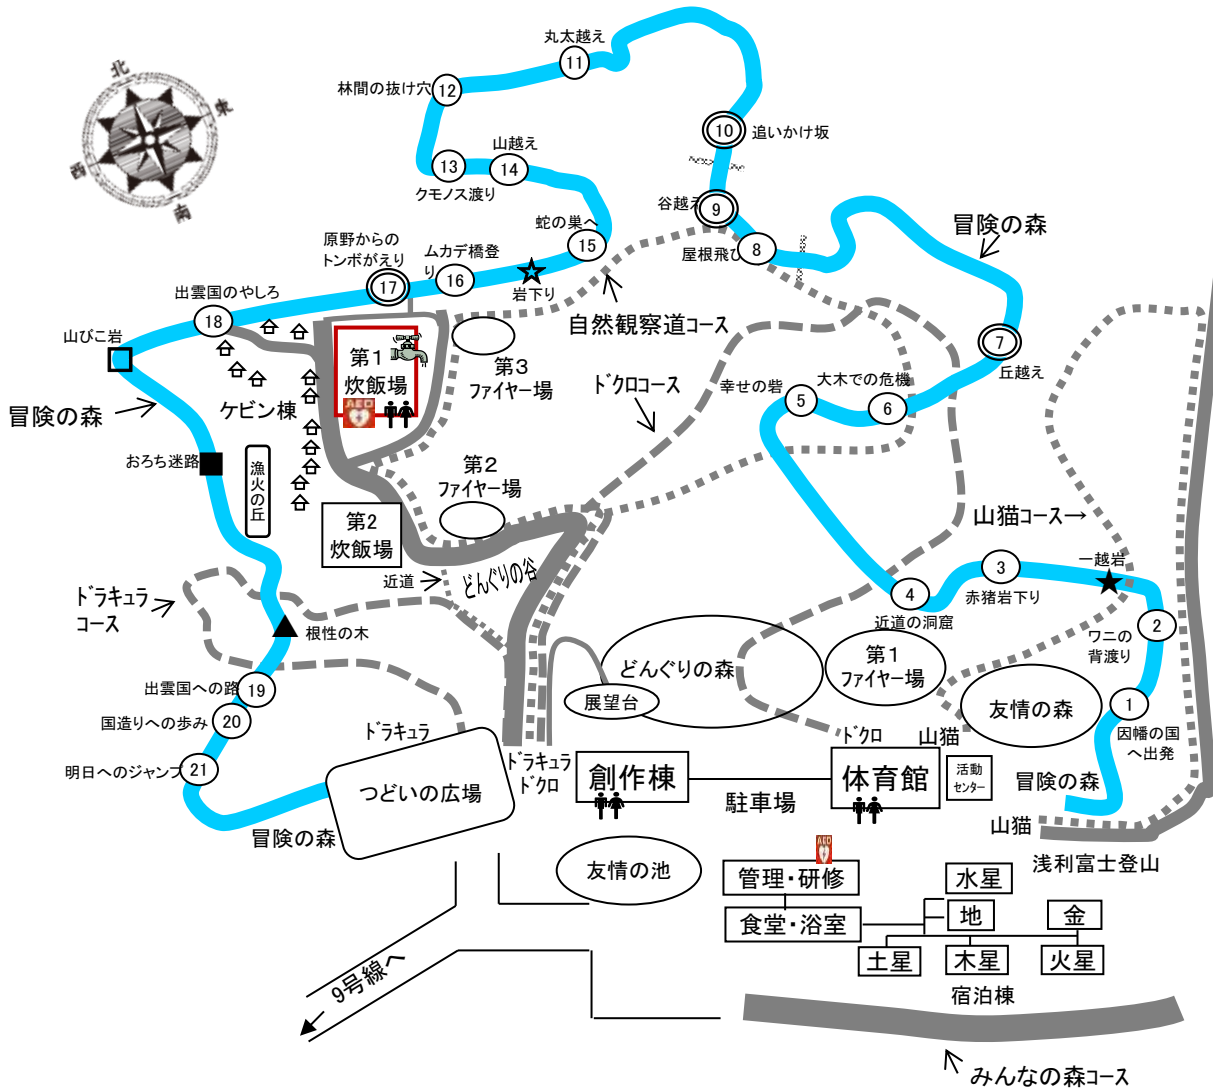 北
東
西
南
丸太越え
11
林間の抜け穴
12
10
追いかけ坂
山越え
13
14
クモノス渡り
谷越え
9
冒険の森
蛇の巣へ
15
8
屋根飛び
原野からの
トンボがえり
ムカデ橋登
り
16
17
岩下り
出雲国のやしろ
18
自然観察道コース
山びこ岩
7
丘越え
第1
炊飯場
AED
第3
ファイヤー場
ドクロコース
大木での危機
幸せの砦
5
6
冒険の森
ケビン棟
おろち迷路
漁火の丘
第2
ファイヤー場
第2
炊飯場
山猫コース→
近道
どんぐりの谷
一越岩
3
赤猪岩下り
4
近道の洞窟
2
ワニの
背渡り
ドラキュラ
コース
根性の木
どんぐりの森
第1
ファイヤー場
出雲国への路
19
展望台
友情の森
1
国造りへの歩み
20
因幡の国
へ出発
ドラキュラ
ドクロ
山猫
21
明日へのジャンプ
つどいの広場
ドラキュラ
ドクロ
創作棟
体育館
活動
センター
駐車場
冒険の森
山猫
冒険の森
浅利富士登山
友情の池
AED
管理・研修
水星
食堂・浴室
地
金
土星
木星
火星
9号線へ
宿泊棟
みんなの森コース